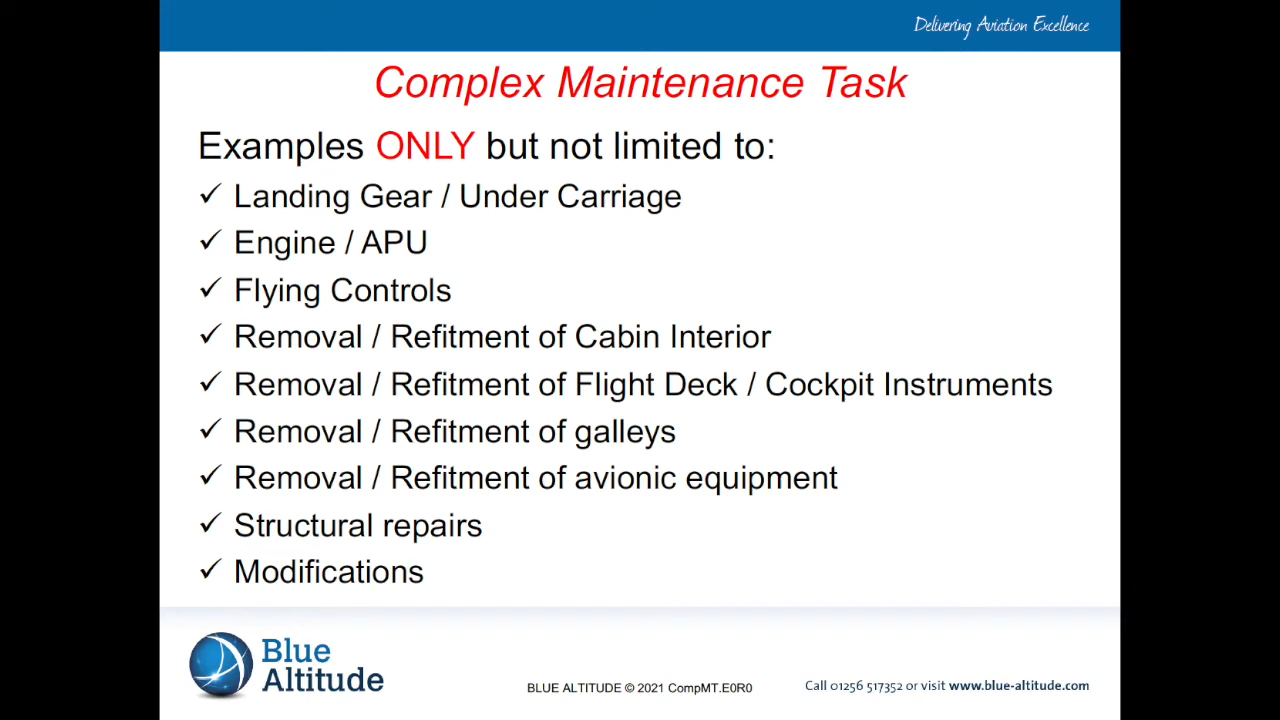 Delivering Aviation Excellence
Complex Maintenance Task
Examples ONLY but not limited to:
✓ Landing Gear / Under Carriage
✓ Engine / APU
✓ Flying Controls
✓ Removal / Refitment of Cabin Interior
✓ Removal / Refitment of Flight Deck / Cockpit Instruments
✓ Removal / Refitment of galleys
✓ Removal / Refitment of avionic equipment
✓ Structural repairs
✓ Modifications
Blue
Altitude
BLUE ALTITUDE © 2021 CompMT.E0R0
Call 01256 517352 or visit www.blue-altitude.com